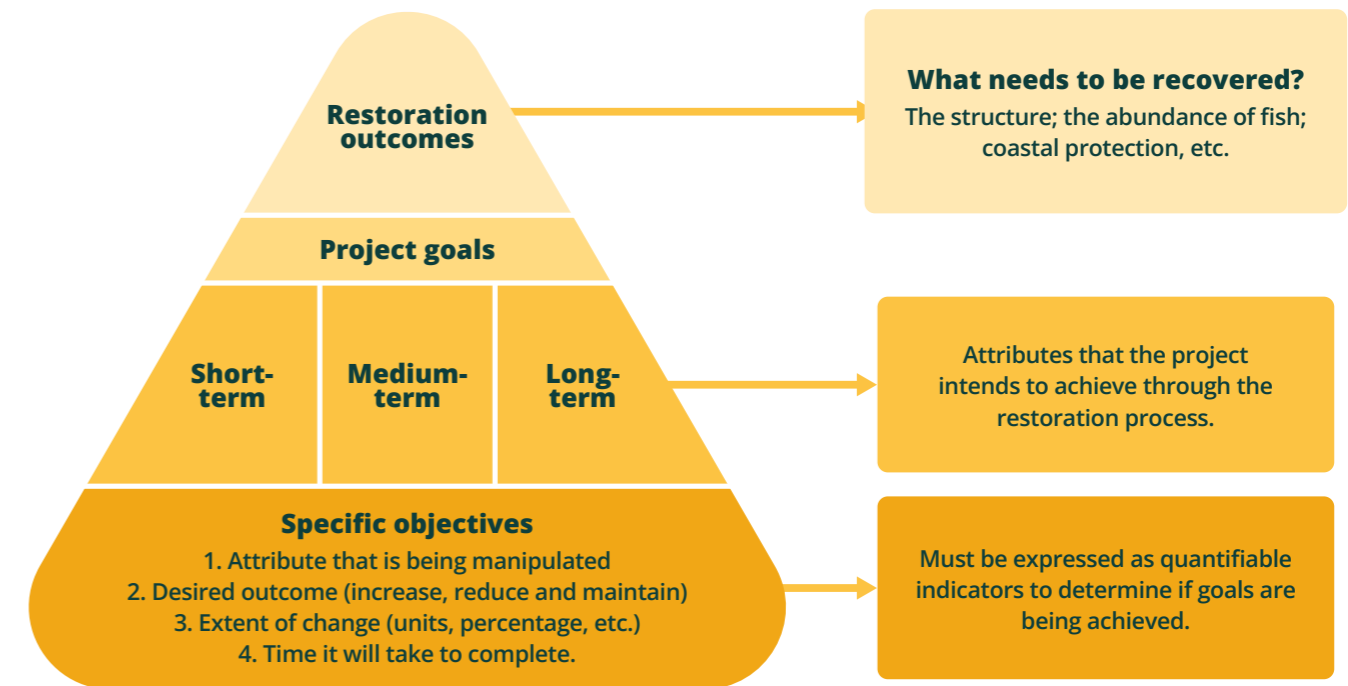 Restoration
outcomes
What needs to be recovered?
The structure; the abundance of fish;
coastal protection, etc.
Project goals
Short-
term
Medium-
term
Long-
term
Attributes that the project
intends to achieve through the
restoration process.
Specific objectives
1. Attribute that is being manipulated
2. Desired outcome (increase, reduce and maintain)
3. Extent of change (units, percentage, etc.)
4. Time it will take to complete.
Must be expressed as quantifiable
indicators to determine if goals are
being achieved.